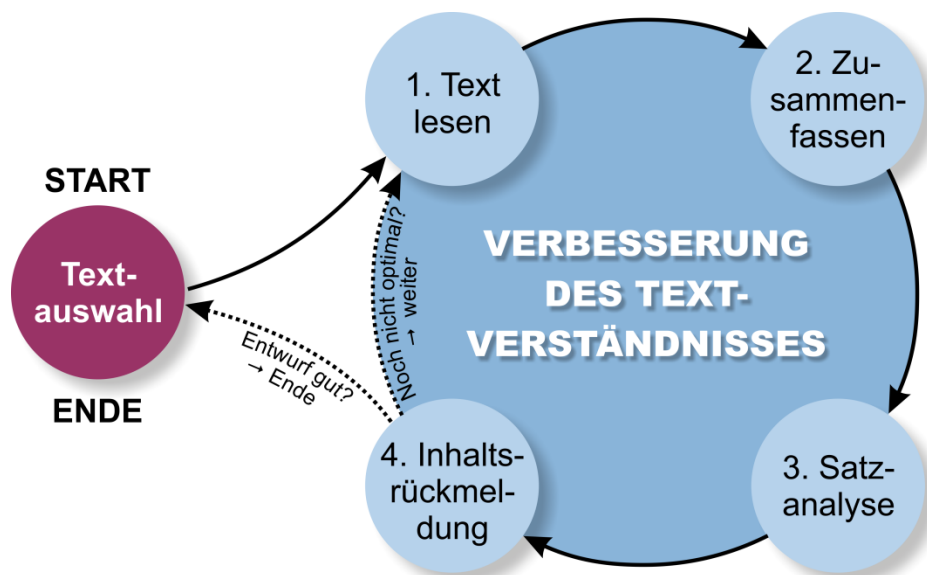 START
Text-
auswahl
ENDE
1. Text
lesen
2. Zu-
sammen-
fassen
3. Satz-
analyse
4. Inhalts-
rückmel-
dung
Noch nicht optimal?
→ weiter
Entwurf gut?
→ Ende
VERBESSERUNG
DES TEXT-
VERSTÄNDNISSES